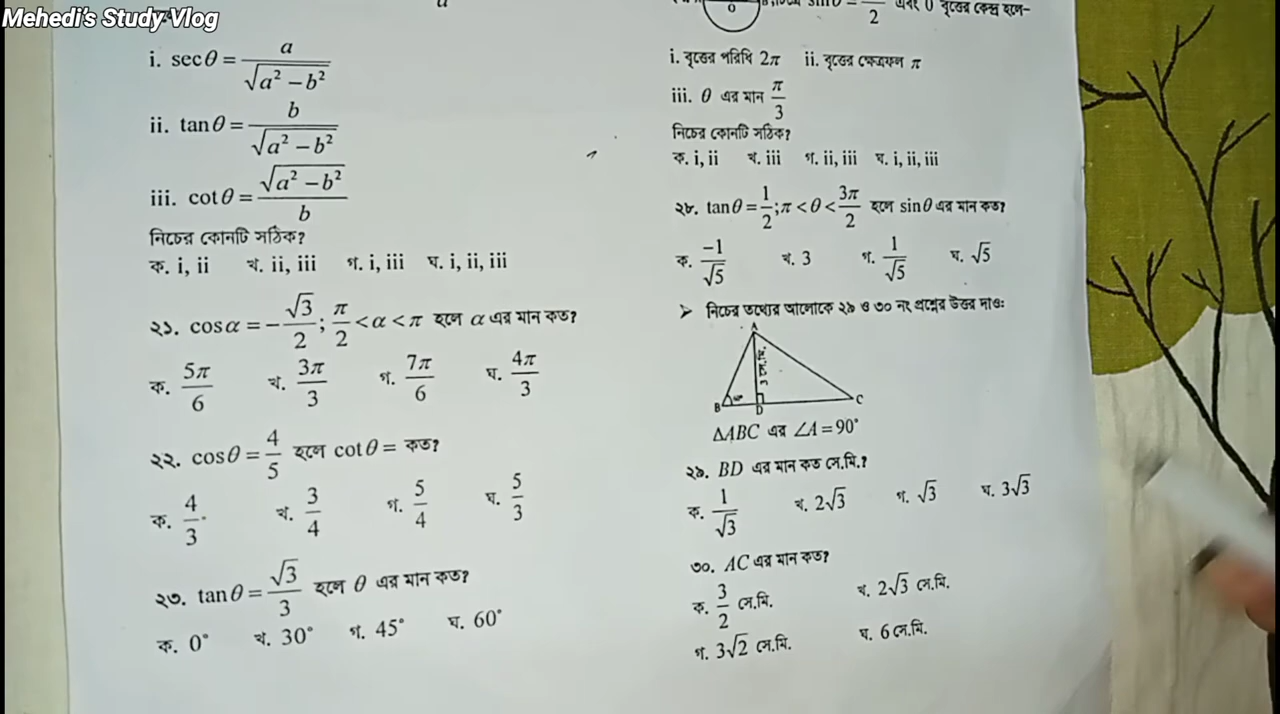 Mehedi's Study Vlog
i. secθ = a/√(a² − b²)
ii. tanθ = b/√(a² − b²)
iii. cotθ = √(a² − b²)/b
নিচের কোনটি সঠিক?
ক. i, ii খ. ii, iii গ. i, iii ঘ. i, ii, iii
২১. cosα = −√3/2 ; π/2 < α < π হলে α এর মান কত?
ক. 5π/6 খ. 3π/3 গ. 7π/6 ঘ. 4π/3
২২. cosθ = 4/5 হলে cotθ = কত?
ক. 4/3 খ. 3/4 গ. 5/4 ঘ. 5/3
২৩. tanθ = √3/3 হলে θ এর মান কত?
ক. 0° খ. 30° গ. 45° ঘ. 60°
2 এবং 0 বৃত্তের কেন্দ্র হলে-
i. বৃত্তের পরিধি 2π ii. বৃত্তের ক্ষেত্রফল π
iii. θ এর মান π/3
নিচের কোনটি সঠিক?
ক. i, ii খ. iii গ. ii, iii ঘ. i, ii, iii
২৮. tanθ = 1/2 ; π < θ < 3π/2 হলে sinθ এর মান কত?
ক. −1/√5 খ. 3 গ. 1/√5 ঘ. √5
➢ নিচের তথ্যের আলোকে ২৯ ও ৩০ নং প্রশ্নের উত্তর দাও:
A
3 সে.মি.
B D C
ΔABC এর ∠A = 90°
২৯. BD এর মান কত সে.মি.?
ক. 1/√3 খ. 2√3 গ. √3 ঘ. 3√3
৩০. AC এর মান কত?
ক. 3/2 সে.মি. খ. 2√3 সে.মি.
গ. 3√2 সে.মি. ঘ. 6 সে.মি.